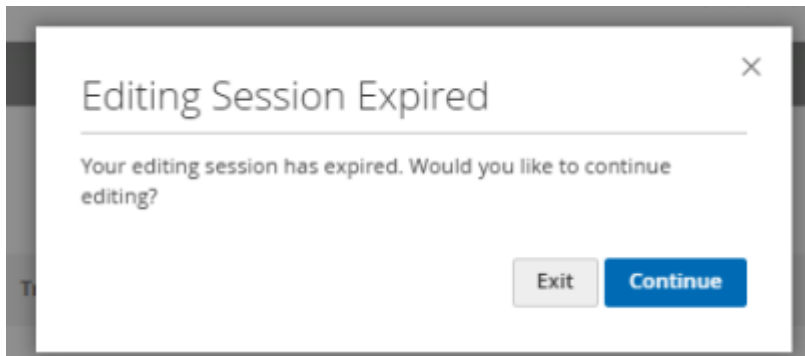 Editing Session Expired
Your editing session has expired. Would you like to continue
editing?
Exit
Continue